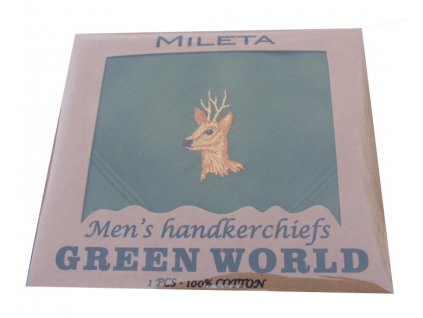 MILETA
Men's handkerchiefs
GREEN WORLD
1 PCS - 100% COTTON